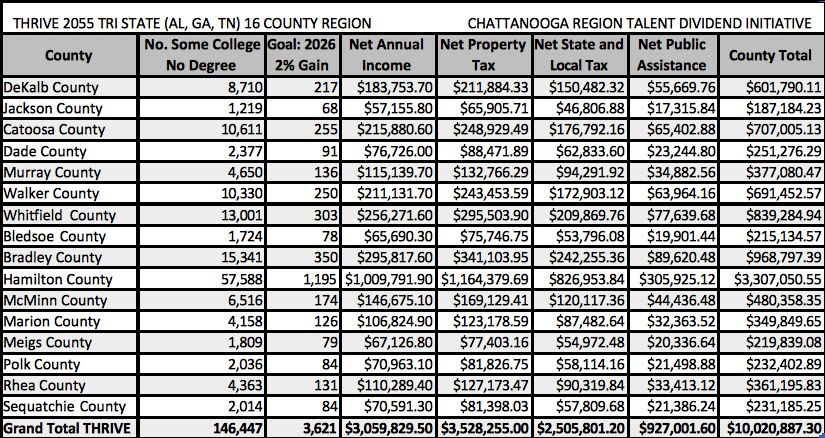 THRIVE 2055 TRI STATE (AL, GA, TN) 16 COUNTY REGION CHATTANOOGA REGION TALENT DIVIDEND INITIATIVE
County No. Some College No Degree Goal: 2026 2% Gain Net Annual Income Net Property Tax Net State and Local Tax Net Public Assistance County Total
DeKalb County 8,710 217 $183,753.70 $211,884.33 $150,482.32 $55,669.76 $601,790.11
Jackson County 1,219 68 $57,155.80 $65,905.71 $46,806.88 $17,315.84 $187,184.23
Catoosa County 10,611 255 $215,880.60 $248,929.49 $176,792.16 $65,402.88 $707,005.13
Dade County 2,377 91 $76,726.00 $88,471.89 $62,833.60 $23,244.80 $251,276.29
Murray County 4,650 136 $115,139.70 $132,766.29 $94,291.92 $34,882.56 $377,080.47
Walker County 10,330 250 $211,131.70 $243,453.59 $172,903.12 $63,964.16 $691,452.57
Whitfield County 13,001 303 $256,271.60 $295,503.90 $209,869.76 $77,639.68 $839,284.94
Bledsoe County 1,724 78 $65,690.30 $75,746.75 $53,796.08 $19,901.44 $215,134.57
Bradley County 15,341 350 $295,817.60 $341,103.95 $242,255.36 $89,620.48 $968,797.39
Hamilton County 57,588 1,195 $1,009,791.90 $1,164,379.69 $826,953.84 $305,925.12 $3,307,050.55
McMinn County 6,516 174 $146,675.10 $169,129.41 $120,117.36 $44,436.48 $480,358.35
Marion County 4,158 126 $106,824.90 $123,178.59 $87,482.64 $32,363.52 $349,849.65
Meigs County 1,809 79 $67,126.80 $77,403.16 $54,972.48 $20,336.64 $219,839.08
Polk County 2,036 84 $70,963.10 $81,826.75 $58,114.16 $21,498.88 $232,402.89
Rhea County 4,363 131 $110,289.40 $127,173.47 $90,319.84 $33,413.12 $361,195.83
Sequatchie County 2,014 84 $70,591.30 $81,398.03 $57,809.68 $21,386.24 $231,185.25
Grand Total THRIVE 146,447 3,621 $3,059,829.50 $3,528,255.00 $2,505,801.20 $927,001.60 $10,020,887.30